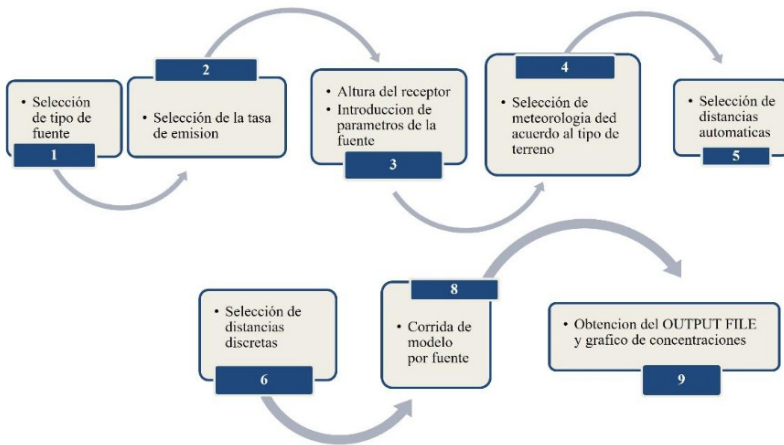 • Selección
de tipo de
fuente
1
2
• Selección de la tasa
de emision
• Altura del receptor
• Introduccion de
parametros de la
fuente
3
4
• Selección de
meteorología ded
acuerdo al tipo de
terreno
• Selección de
distancias
automaticas
5
• Selección de
distancias
discretas
6
8
• Corrida de
modelo
por fuente
• Obtencion del OUTPUT FILE
y grafico de concentraciones
9